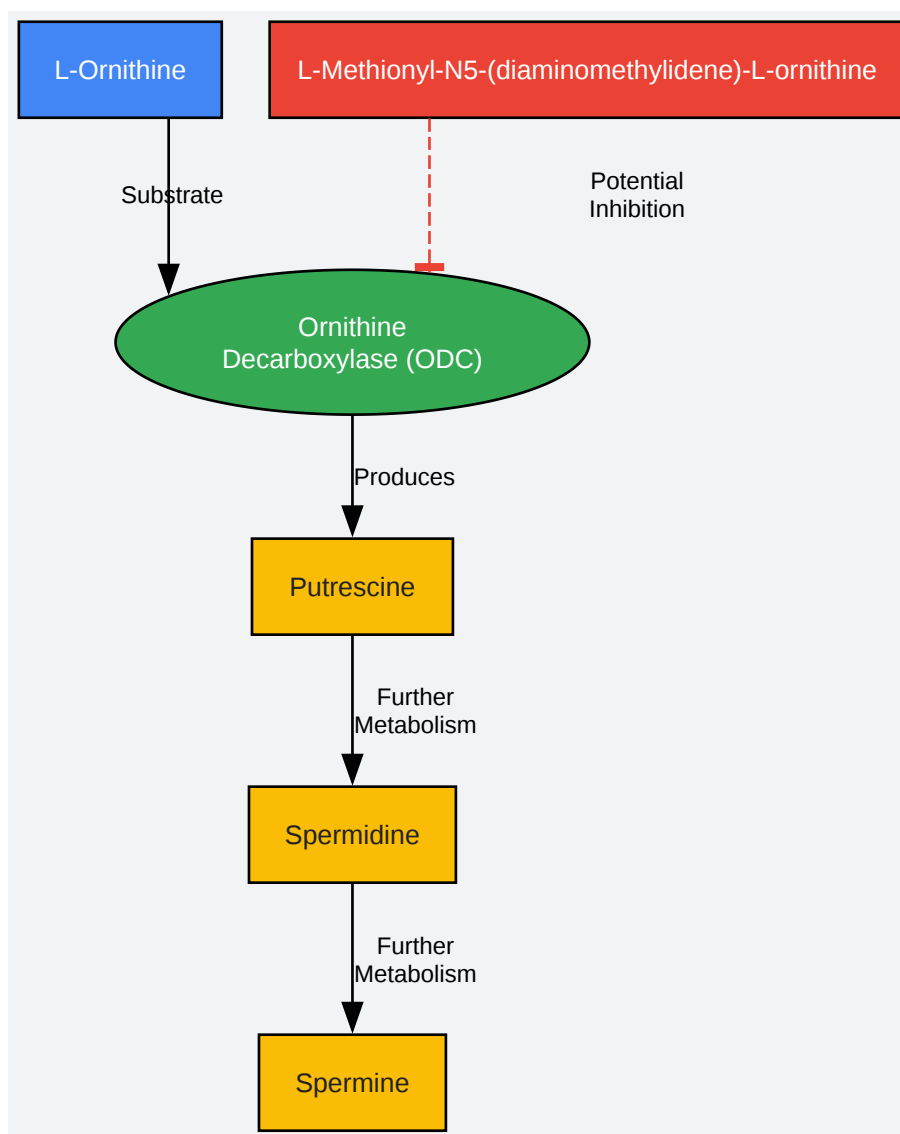 L-Ornithine
L-Methionyl-N5-(diaminomethylidene)-L-ornithine
Substrate
Potential
Inhibition
Ornithine
Decarboxylase (ODC)
Produces
Putrescine
Further
Metabolism
Spermidine
Further
Metabolism
Spermine